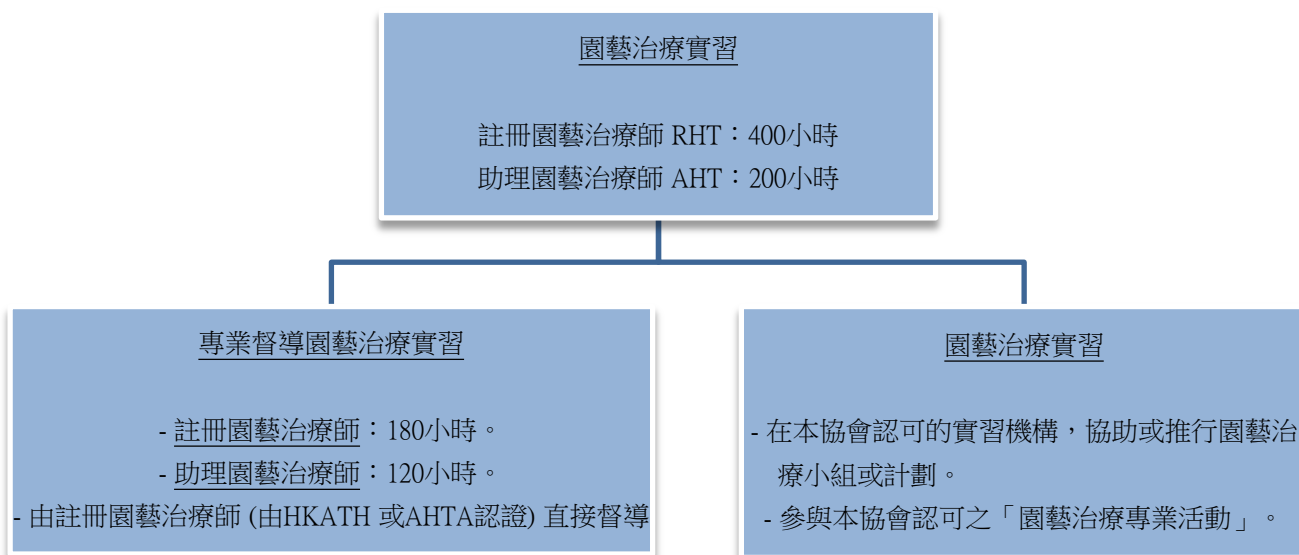 園藝治療實習
註冊園藝治療師 RHT：400小時
助理園藝治療師 AHT：200小時
專業督導園藝治療實習
- 註冊園藝治療師：180小時。
- 助理園藝治療師：120小時。
- 由註冊園藝治療師 (由HKATH 或AHTA認證) 直接督導
園藝治療實習
- 在本協會認可的實習機構，協助或推行園藝治
療小組或計劃。
- 參與本協會認可之「園藝治療專業活動」。